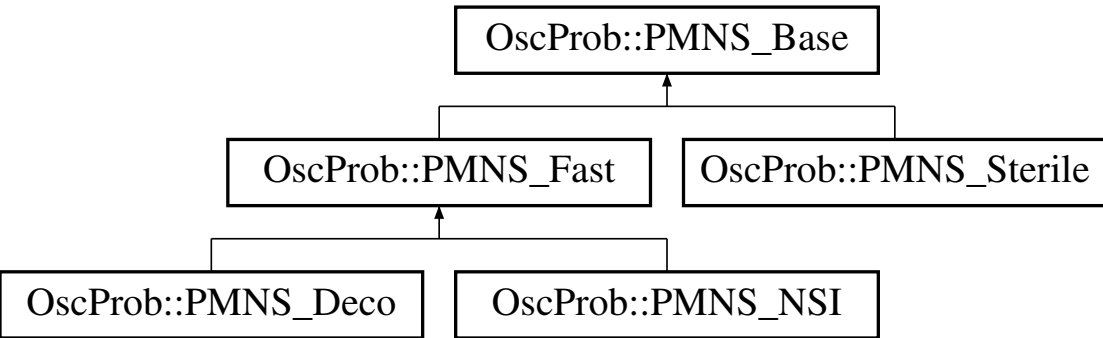 OscProb::PMNS_Base
OscProb::PMNS_Fast
OscProb::PMNS_Sterile
OscProb::PMNS_Deco
OscProb::PMNS_NSI